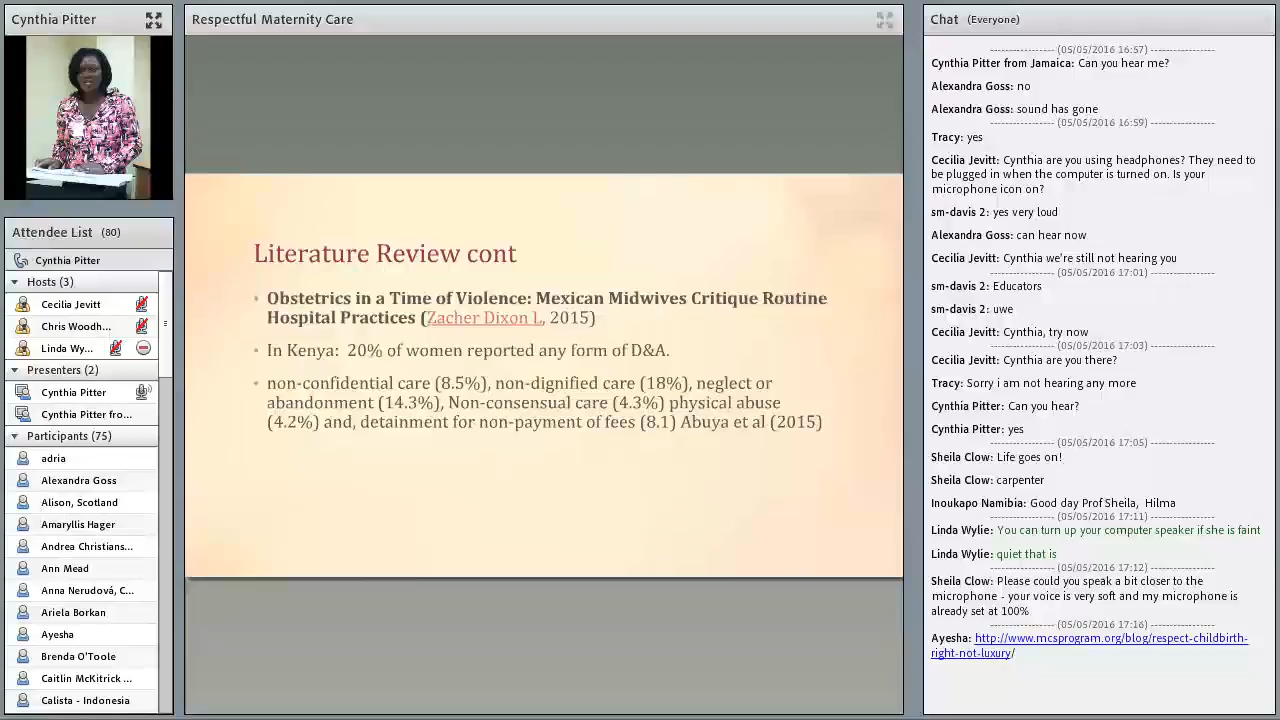 Cynthia Pitter
Attendee List (80)
Cynthia Pitter
Hosts (3)
Cecilia Jevitt
Chris Woodh...
Linda Wy...
Presenters (2)
Cynthia Pitter
Cynthia Pitter fro...
Participants (75)
adria
Alexandra Goss
Alison, Scotland
Amaryllis Hager
Andrea Christians...
Ann Mead
Anna Nerudová, C...
Ariela Borkan
Ayesha
Brenda O'Toole
Caitlin McKitrick ...
Calista - Indonesia
Respectful Maternity Care
Literature Review cont
• Obstetrics in a Time of Violence: Mexican Midwives Critique Routine
Hospital Practices (Zacher Dixon L, 2015)
• In Kenya: 20% of women reported any form of D&A.
• non-confidential care (8.5%), non-dignified care (18%), neglect or
abandonment (14.3%), Non-consensual care (4.3%) physical abuse
(4.2%) and, detainment for non-payment of fees (8.1) Abuya et al (2015)
Chat (Everyone)
---------------- (05/05/2016 16:57) ----------------
Cynthia Pitter from Jamaica: Can you hear me?
Alexandra Goss: no
Alexandra Goss: sound has gone
---------------- (05/05/2016 16:59) ----------------
Tracy: yes
Cecilia Jevitt: Cynthia are you using headphones? They need to
be plugged in when the computer is turned on. Is your
microphone icon on?
sm-davis 2: yes very loud
Alexandra Goss: can hear now
Cecilia Jevitt: Cynthia we're still not hearing you
---------------- (05/05/2016 17:01) ----------------
sm-davis 2: Educators
sm-davis 2: uwe
Cecilia Jevitt: Cynthia, try now
---------------- (05/05/2016 17:03) ----------------
Cecilia Jevitt: Cynthia are you there?
Tracy: Sorry i am not hearing any more
Cynthia Pitter: Can you hear?
Cynthia Pitter: yes
---------------- (05/05/2016 17:05) ----------------
Sheila Clow: Life goes on!
Sheila Clow: carpenter
Inoukapo Namibia: Good day Prof Sheila, Hilma
---------------- (05/05/2016 17:11) ----------------
Linda Wylie: You can turn up your computer speaker if she is faint
Linda Wylie: quiet that is
---------------- (05/05/2016 17:12) ----------------
Sheila Clow: Please could you speak a bit closer to the
microphone - your voice is very soft and my microphone is
already set at 100%
---------------- (05/05/2016 17:16) ----------------
Ayesha: http://www.mcsprogram.org/blog/respect-childbirth-
right-not-luxury/